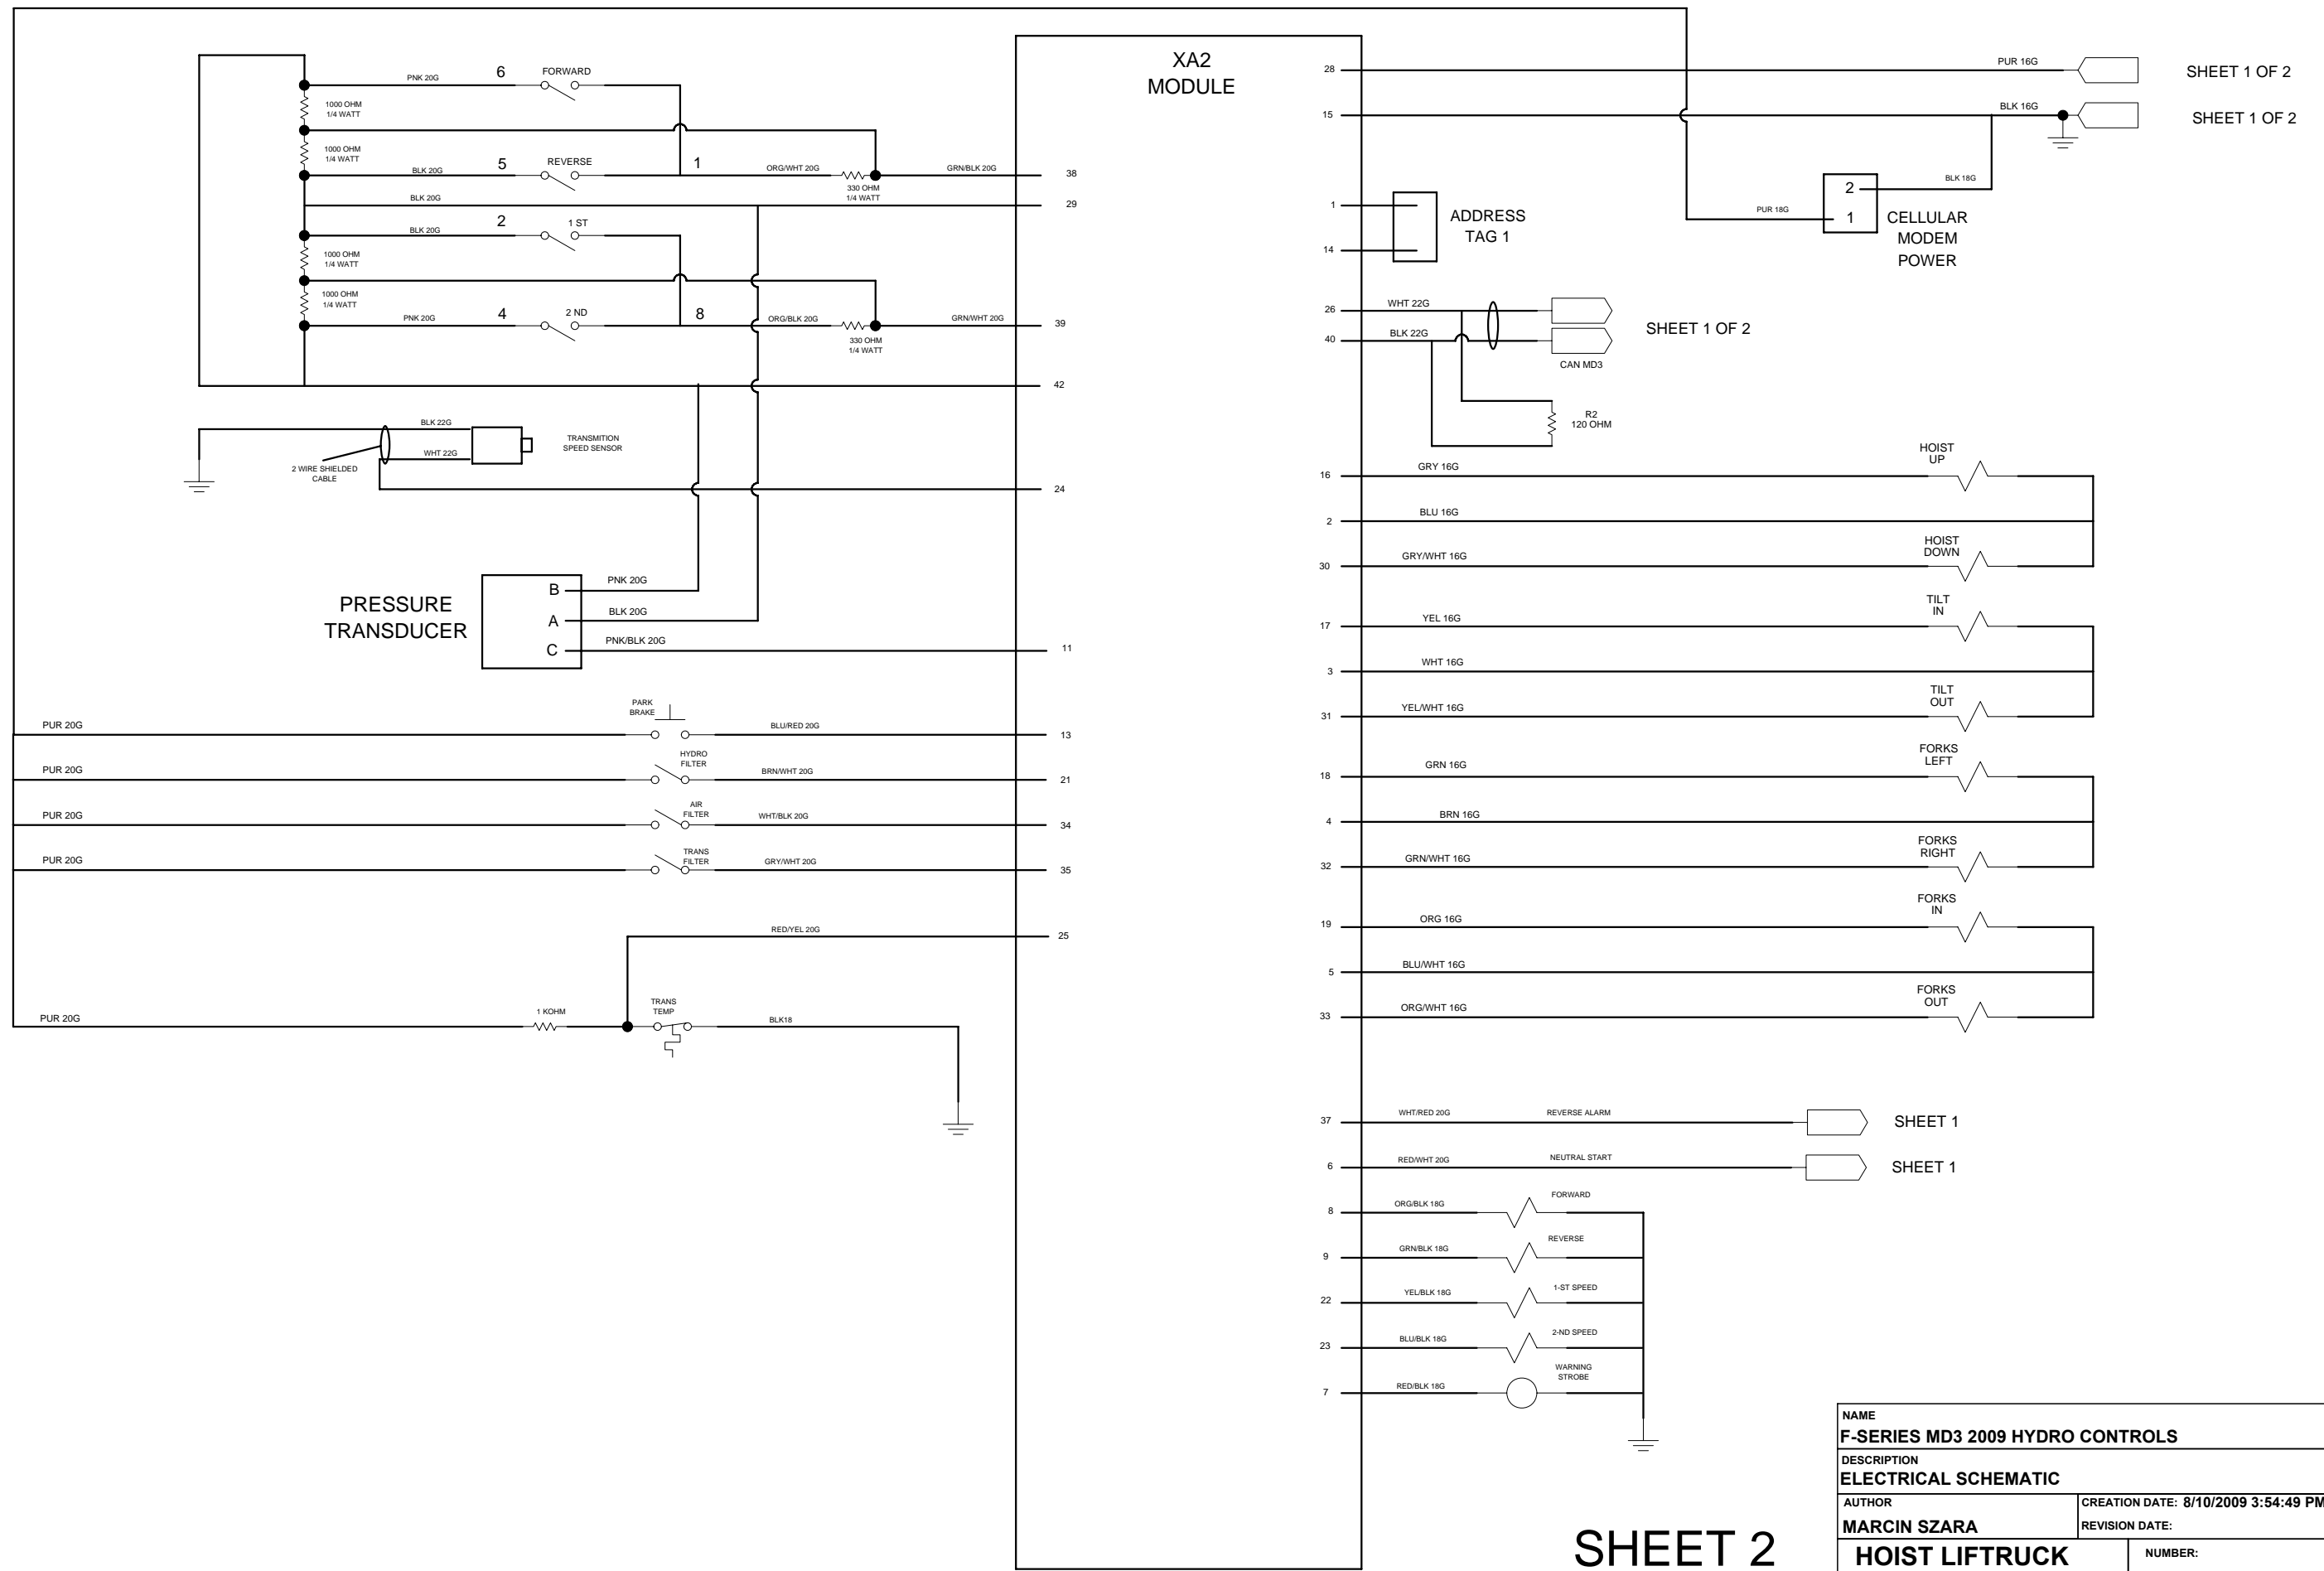 XA2
MODULE
PNK 20G
6
FORWARD
1000 OHM
1/4 WATT
1000 OHM
1/4 WATT
BLK 20G
5
REVERSE
1
ORG/WHT 20G
330 OHM
1/4 WATT
GRN/BLK 20G
38
BLK 20G
29
BLK 20G
2
1 ST
1000 OHM
1/4 WATT
1000 OHM
1/4 WATT
PNK 20G
4
2 ND
8
ORG/BLK 20G
330 OHM
1/4 WATT
GRN/WHT 20G
39
42
BLK 22G
WHT 22G
TRANSMITION
SPEED SENSOR
2 WIRE SHIELDED
CABLE
24
PRESSURE
TRANSDUCER
B
PNK 20G
A
BLK 20G
C
PNK/BLK 20G
11
PUR 20G
PARK
BRAKE
BLU/RED 20G
13
PUR 20G
HYDRO
FILTER
BRN/WHT 20G
21
PUR 20G
AIR
FILTER
WHT/BLK 20G
34
PUR 20G
TRANS
FILTER
GRY/WHT 20G
35
RED/YEL 20G
25
PUR 20G
1 KOHM
TRANS
TEMP
BLK18
28
PUR 16G
SHEET 1 OF 2
15
BLK 16G
SHEET 1 OF 2
BLK 18G
PUR 18G
2
1
CELLULAR
MODEM
POWER
1
14
ADDRESS
TAG 1
26
WHT 22G
40
BLK 22G
SHEET 1 OF 2
CAN MD3
R2
120 OHM
16
GRY 16G
HOIST
UP
2
BLU 16G
30
GRY/WHT 16G
HOIST
DOWN
17
YEL 16G
TILT
IN
3
WHT 16G
31
YEL/WHT 16G
TILT
OUT
18
GRN 16G
FORKS
LEFT
4
BRN 16G
32
GRN/WHT 16G
FORKS
RIGHT
19
ORG 16G
FORKS
IN
5
BLU/WHT 16G
33
ORG/WHT 16G
FORKS
OUT
37
WHT/RED 20G
REVERSE ALARM
SHEET 1
6
RED/WHT 20G
NEUTRAL START
SHEET 1
8
ORG/BLK 18G
FORWARD
9
GRN/BLK 18G
REVERSE
22
YEL/BLK 18G
1-ST SPEED
23
BLU/BLK 18G
2-ND SPEED
7
RED/BLK 18G
WARNING
STROBE
SHEET 2
NAME
F-SERIES MD3 2009 HYDRO CONTROLS
DESCRIPTION
ELECTRICAL SCHEMATIC
AUTHOR
MARCIN SZARA
CREATION DATE: 8/10/2009 3:54:49 PM
REVISION DATE:
HOIST LIFTRUCK
NUMBER: